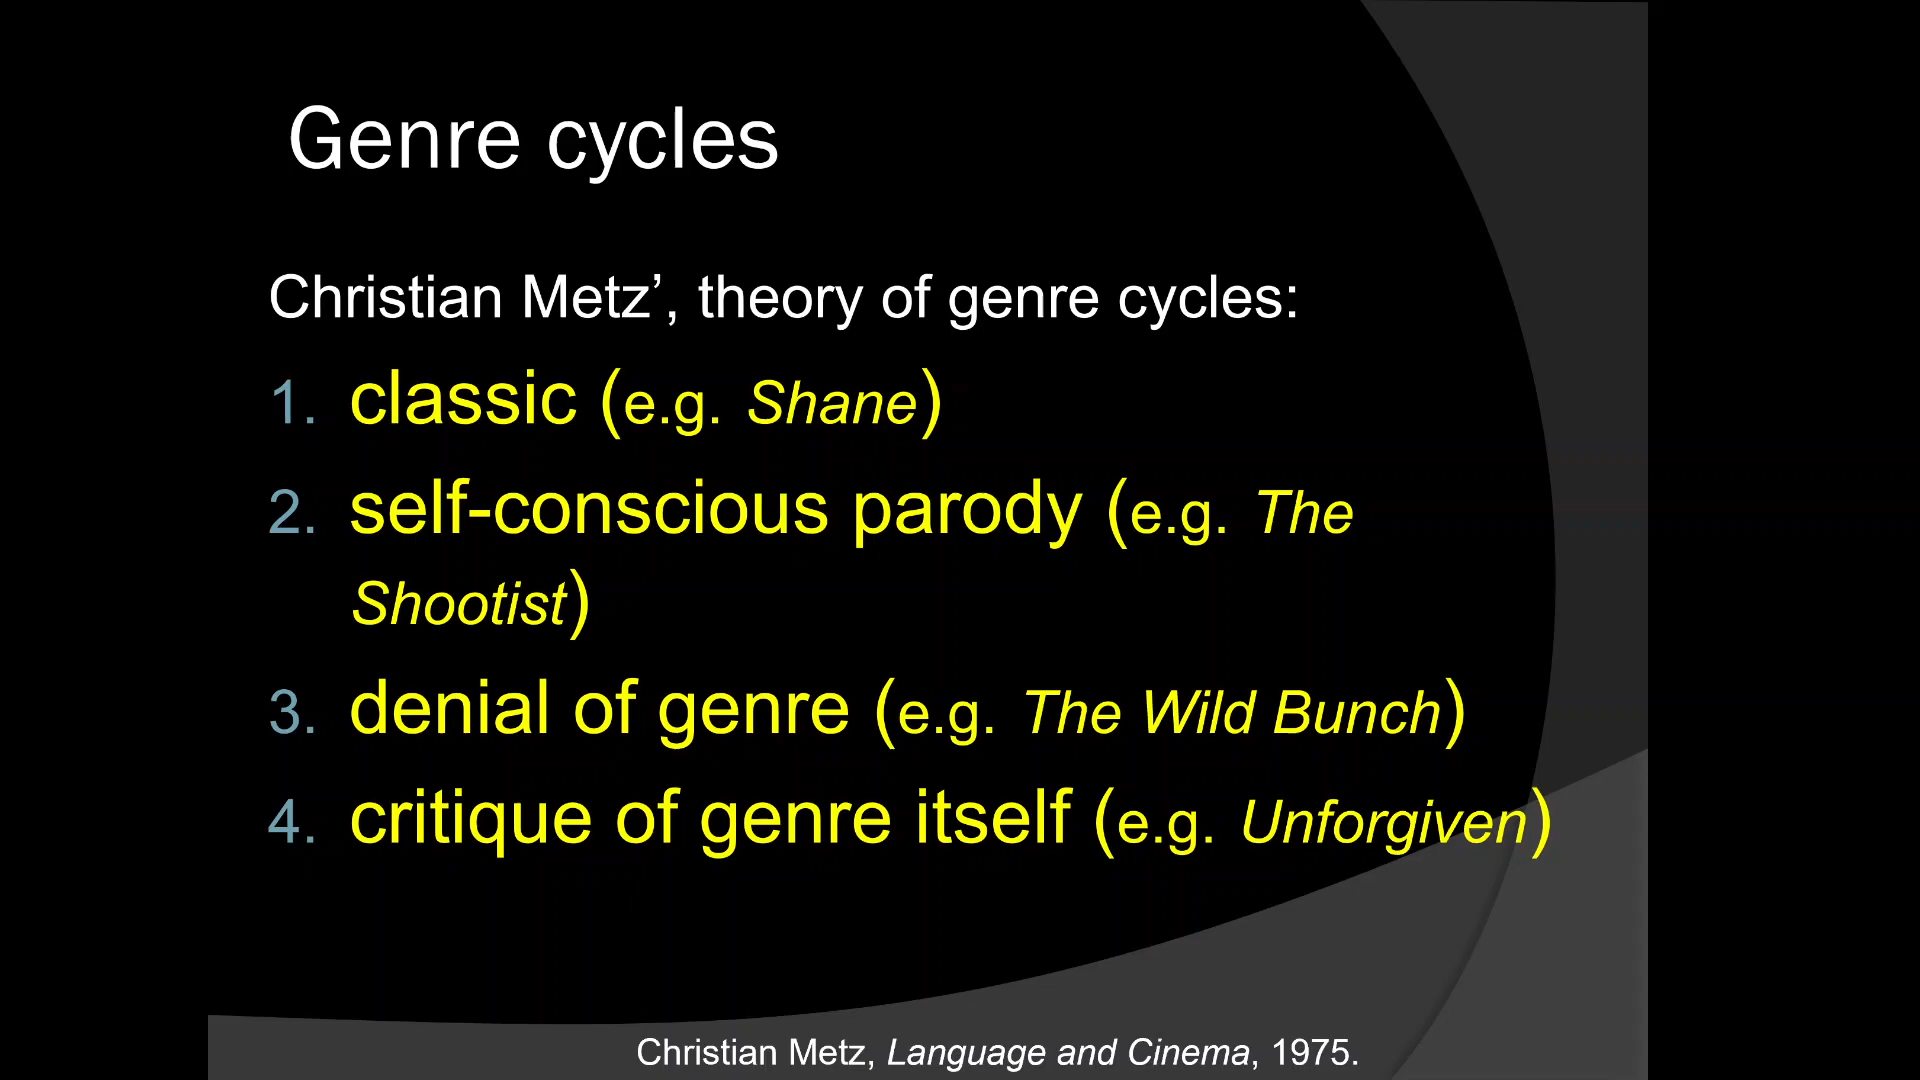 Genre cycles
Christian Metz’, theory of genre cycles:
1. classic (e.g. Shane)
2. self-conscious parody (e.g. The
Shootist)
3. denial of genre (e.g. The Wild Bunch)
4. critique of genre itself (e.g. Unforgiven)
Christian Metz, Language and Cinema, 1975.